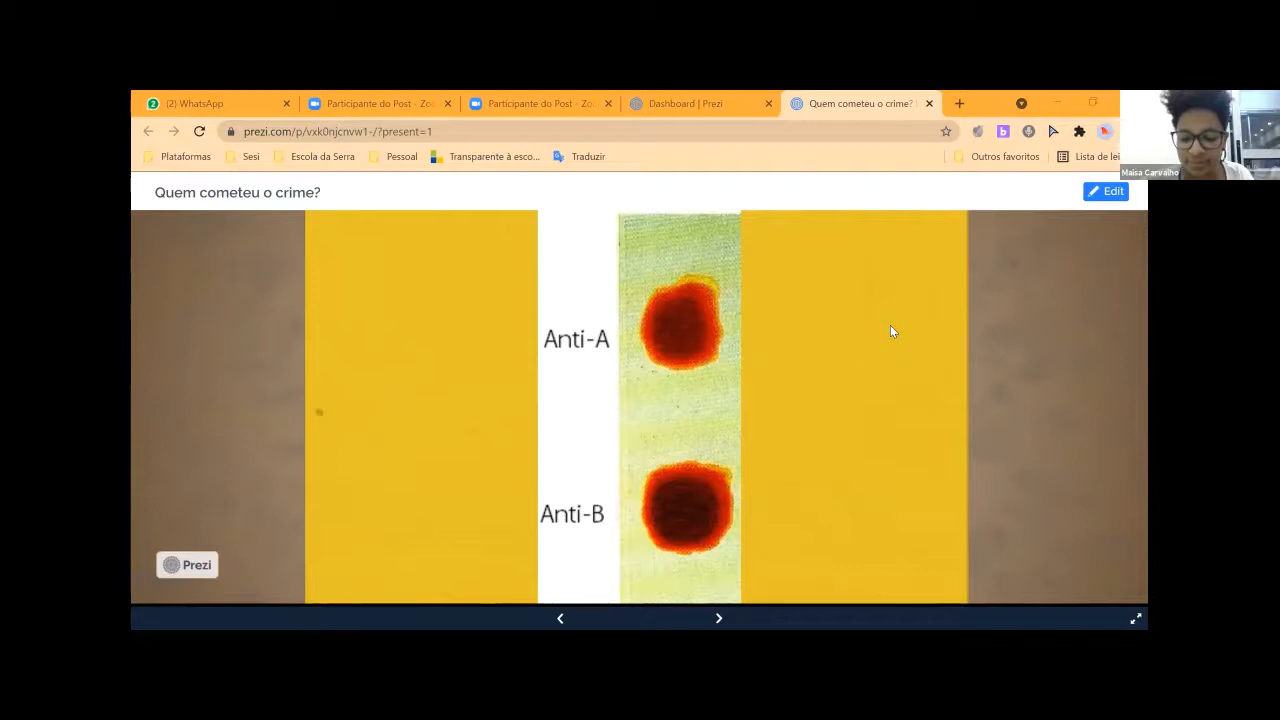 (2) WhatsApp
Participante do Post - Zo
Participante do Post - Zo
Dashboard | Prezi
Quem cometeu o crime?
prezi.com/p/vxk0njcnvw1-/?present=1
Plataformas
Sesi
Escola da Serra
Pessoal
Transparente à esco...
Traduzir
Outros favoritos
Lista de lei
Maisa Carvalho
Quem cometeu o crime?
Edit
Anti-A
Anti-B
Prezi